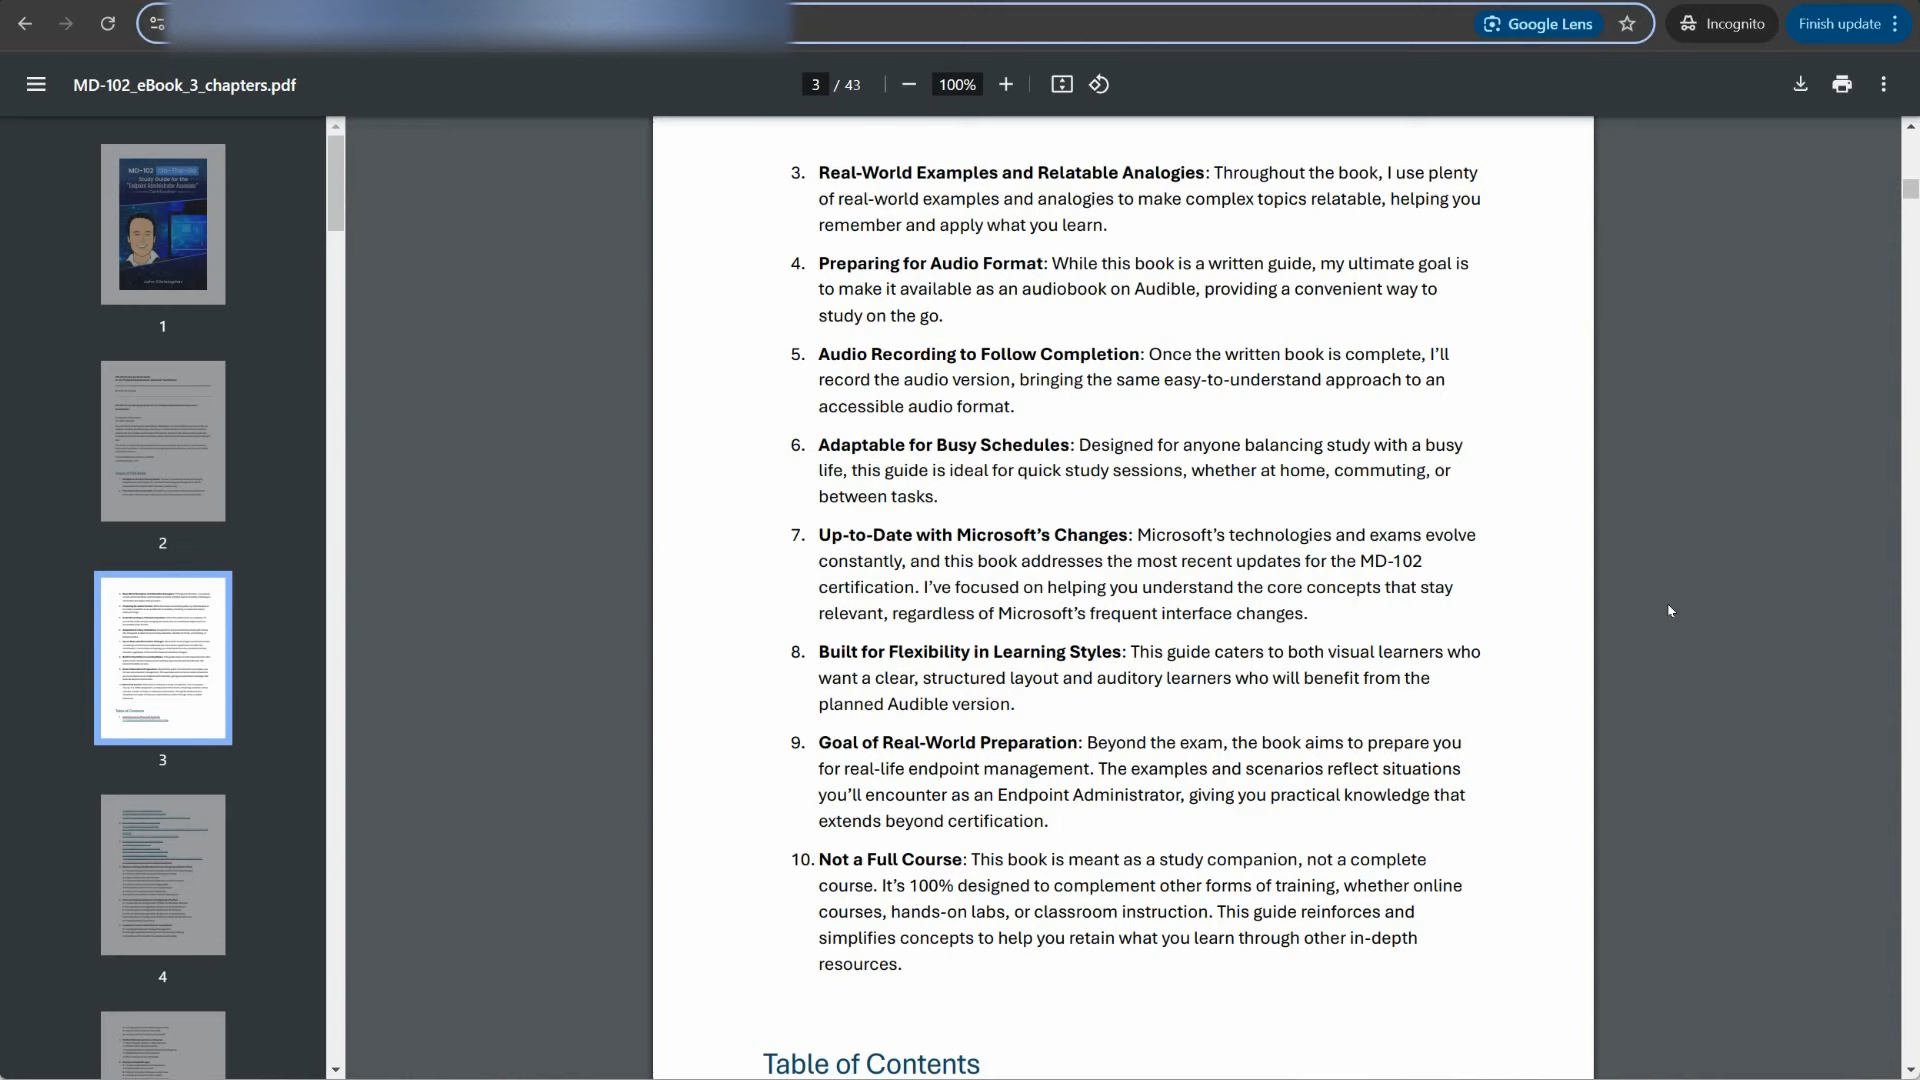 Google Lens
Incognito
Finish update
MD-102_eBook_3_chapters.pdf
3 / 43
100%
MD-102 On-The-Go
Study Guide for the
"Endpoint Administrator Associate"
Certification
1
2
3
4
3. Real-World Examples and Relatable Analogies: Throughout the book, I use plenty
of real-world examples and analogies to make complex topics relatable, helping you
remember and apply what you learn.
4. Preparing for Audio Format: While this book is a written guide, my ultimate goal is
to make it available as an audiobook on Audible, providing a convenient way to
study on the go.
5. Audio Recording to Follow Completion: Once the written book is complete, I’ll
record the audio version, bringing the same easy-to-understand approach to an
accessible audio format.
6. Adaptable for Busy Schedules: Designed for anyone balancing study with a busy
life, this guide is ideal for quick study sessions, whether at home, commuting, or
between tasks.
7. Up-to-Date with Microsoft’s Changes: Microsoft’s technologies and exams evolve
constantly, and this book addresses the most recent updates for the MD-102
certification. I’ve focused on helping you understand the core concepts that stay
relevant, regardless of Microsoft’s frequent interface changes.
8. Built for Flexibility in Learning Styles: This guide caters to both visual learners who
want a clear, structured layout and auditory learners who will benefit from the
planned Audible version.
9. Goal of Real-World Preparation: Beyond the exam, the book aims to prepare you
for real-life endpoint management. The examples and scenarios reflect situations
you’ll encounter as an Endpoint Administrator, giving you practical knowledge that
extends beyond certification.
10. Not a Full Course: This book is meant as a study companion, not a complete
course. It’s 100% designed to complement other forms of training, whether online
courses, hands-on labs, or classroom instruction. This guide reinforces and
simplifies concepts to help you retain what you learn through other in-depth
resources.
Table of Contents